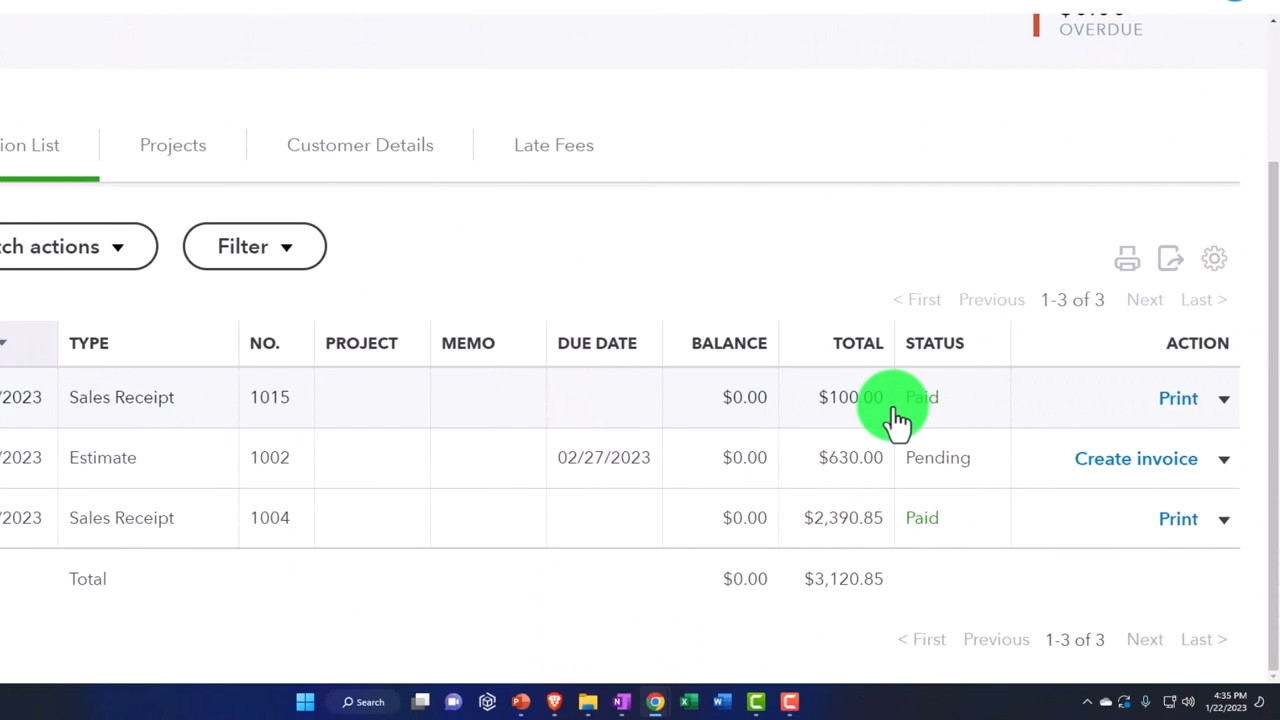 OVERDUE
ion List Projects Customer Details Late Fees
tch actions Filter
< First Previous 1-3 of 3 Next Last >
TYPE NO. PROJECT MEMO DUE DATE BALANCE TOTAL STATUS ACTION
/2023 Sales Receipt 1015 $0.00 $100.00 Paid Print
/2023 Estimate 1002 02/27/2023 $0.00 $630.00 Pending Create invoice
/2023 Sales Receipt 1004 $0.00 $2,390.85 Paid Print
Total $0.00 $3,120.85
< First Previous 1-3 of 3 Next Last >
Search
4:35 PM
1/22/2023